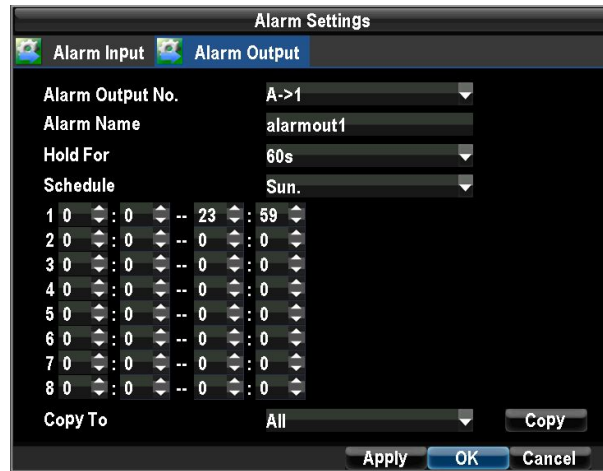 Alarm Settings
Alarm Input Alarm Output
Alarm Output No. A->1
Alarm Name alarmout1
Hold For 60s
Schedule Sun.
1 0 : 0 -- 23 : 59
2 0 : 0 -- 0 : 0
3 0 : 0 -- 0 : 0
4 0 : 0 -- 0 : 0
5 0 : 0 -- 0 : 0
6 0 : 0 -- 0 : 0
7 0 : 0 -- 0 : 0
8 0 : 0 -- 0 : 0
Copy To All Copy
Apply OK Cancel